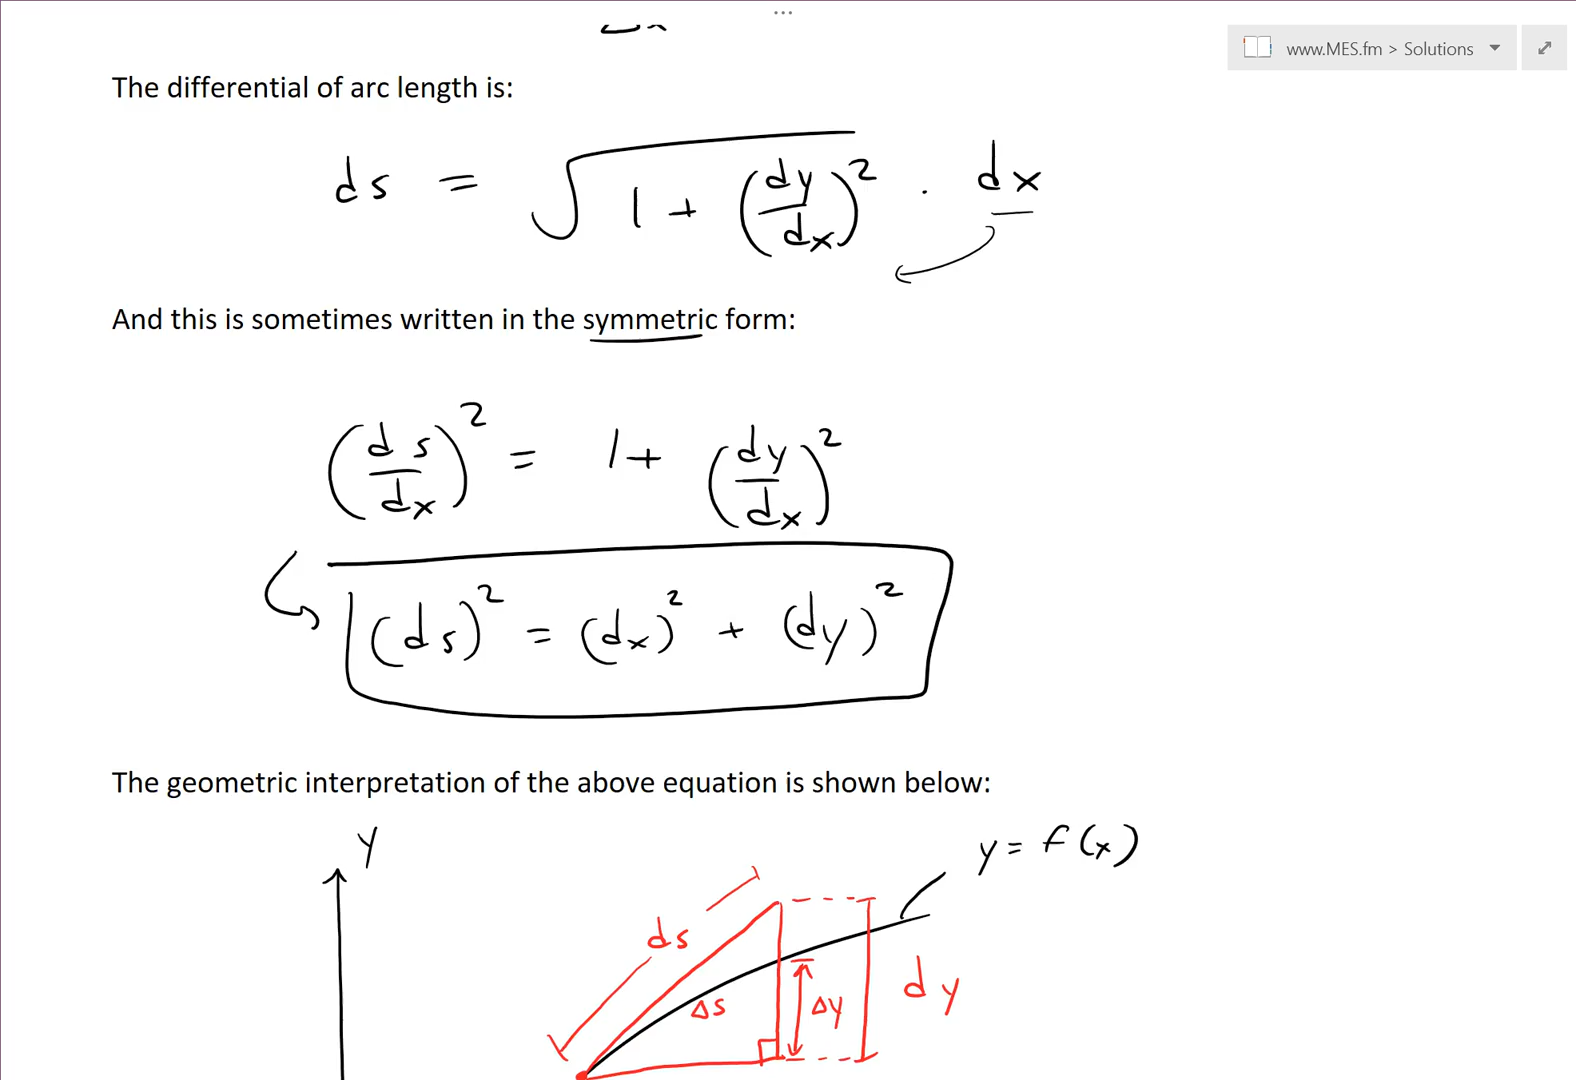 www.MES.fm > Solutions
The differential of arc length is:
ds = √(1 + (dy/dx)²) · dx
And this is sometimes written in the symmetric form:
(ds/dx)² = 1 + (dy/dx)²
(ds)² = (dx)² + (dy)²
The geometric interpretation of the above equation is shown below:
y
y = f(x)
ds
Δs
Δy
dy